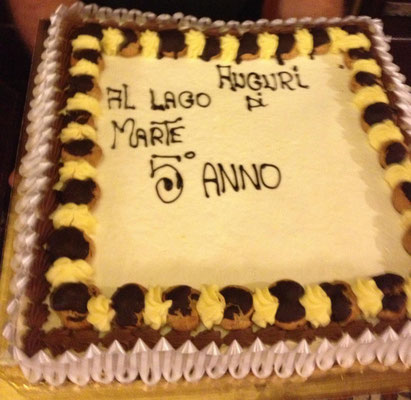 AUGURI
AL LAGO DI
MARTE
5° ANNO